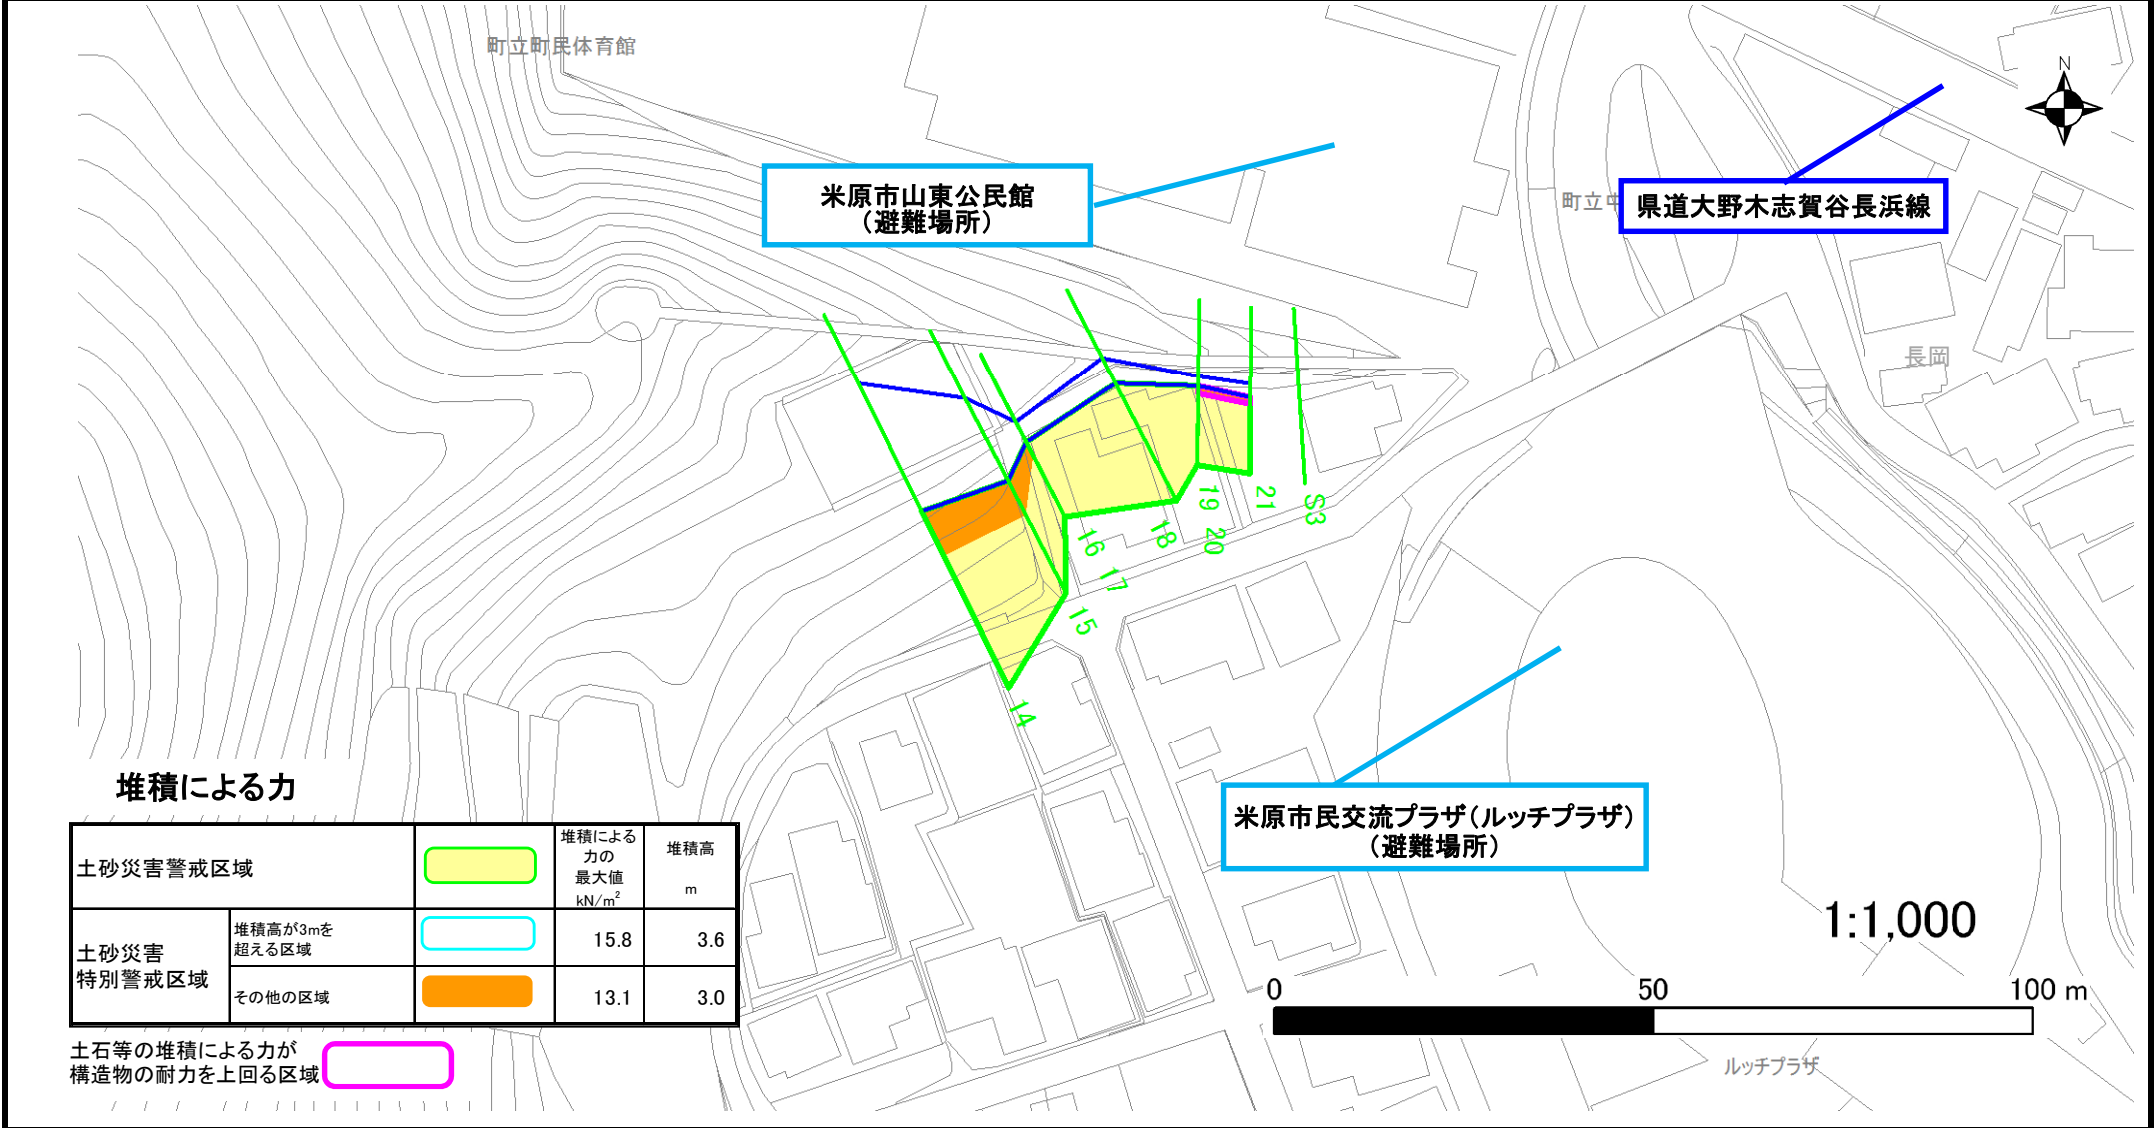 町立町民体育館
N
米原市山東公民館
(避難場所)
町立中
県道大野木志賀谷長浜線
長岡
14
15
16
17
18
19
20
21
S3
米原市民交流プラザ(ルッチプラザ)
(避難場所)
堆積による力
土砂災害警戒区域
堆積による
力の
最大値
kN/m²
堆積高
m
土砂災害
特別警戒区域
堆積高が3mを
超える区域
15.8
3.6
その他の区域
13.1
3.0
土石等の堆積による力が
構造物の耐力を上回る区域
1:1,000
0 50 100 m
ルッチプラザ